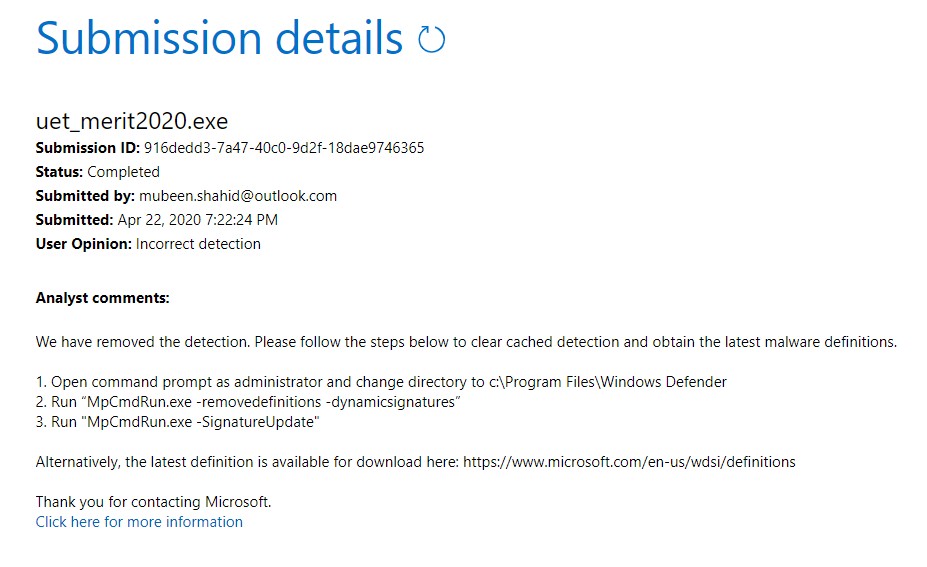 Submission details
uet_merit2020.exe
Submission ID: 916dedd3-7a47-40c0-9d2f-18dae9746365
Status: Completed
Submitted by: mubeen.shahid@outlook.com
Submitted: Apr 22, 2020 7:22:24 PM
User Opinion: Incorrect detection
Analyst comments:
We have removed the detection. Please follow the steps below to clear cached detection and obtain the latest malware definitions.
1. Open command prompt as administrator and change directory to c:\Program Files\Windows Defender
2. Run “MpCmdRun.exe -removedefinitions -dynamicsignatures”
3. Run "MpCmdRun.exe -SignatureUpdate"
Alternatively, the latest definition is available for download here: https://www.microsoft.com/en-us/wdsi/definitions
Thank you for contacting Microsoft.
Click here for more information